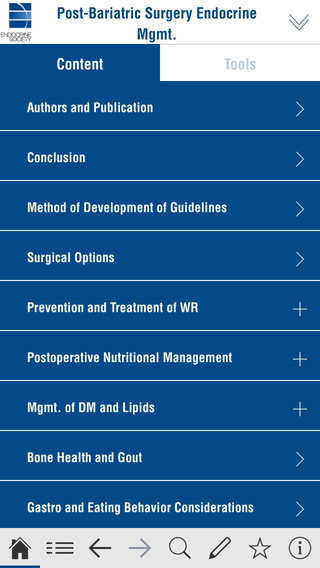 Post-Bariatric Surgery Endocrine
Mgmt.
ENDOCRINE
SOCIETY
Content
Tools
Authors and Publication
Conclusion
Method of Development of Guidelines
Surgical Options
Prevention and Treatment of WR
Postoperative Nutritional Management
Mgmt. of DM and Lipids
Bone Health and Gout
Gastro and Eating Behavior Considerations